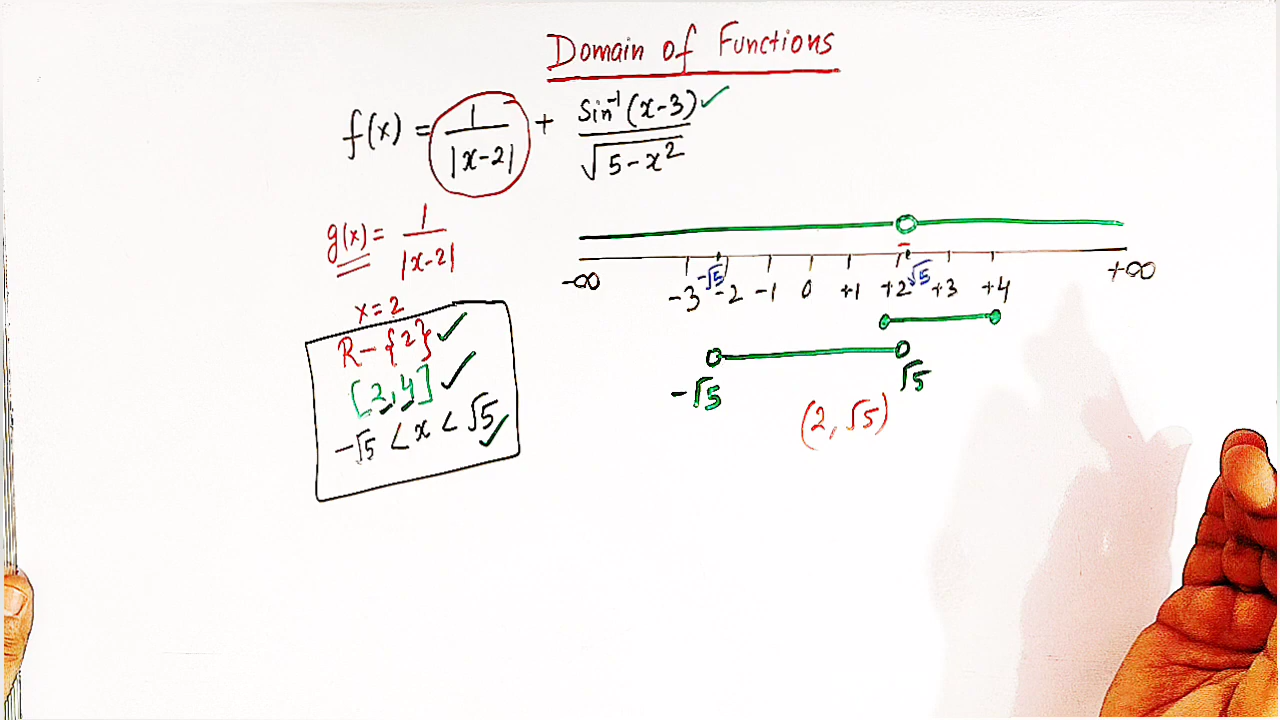 Domain of Functions
f(x) = 1/|x-2| + Sin⁻¹(x-3)/√5-x² ✓
g(x) = 1/|x-2|
x = 2
R-{2} ✓
[2,4] ✓
-√5 < x < √5 ✓
-∞ -3 -√5 -2 -1 0 +1 +2 √5 +3 +4 +∞
-√5 √5
(2, √5)